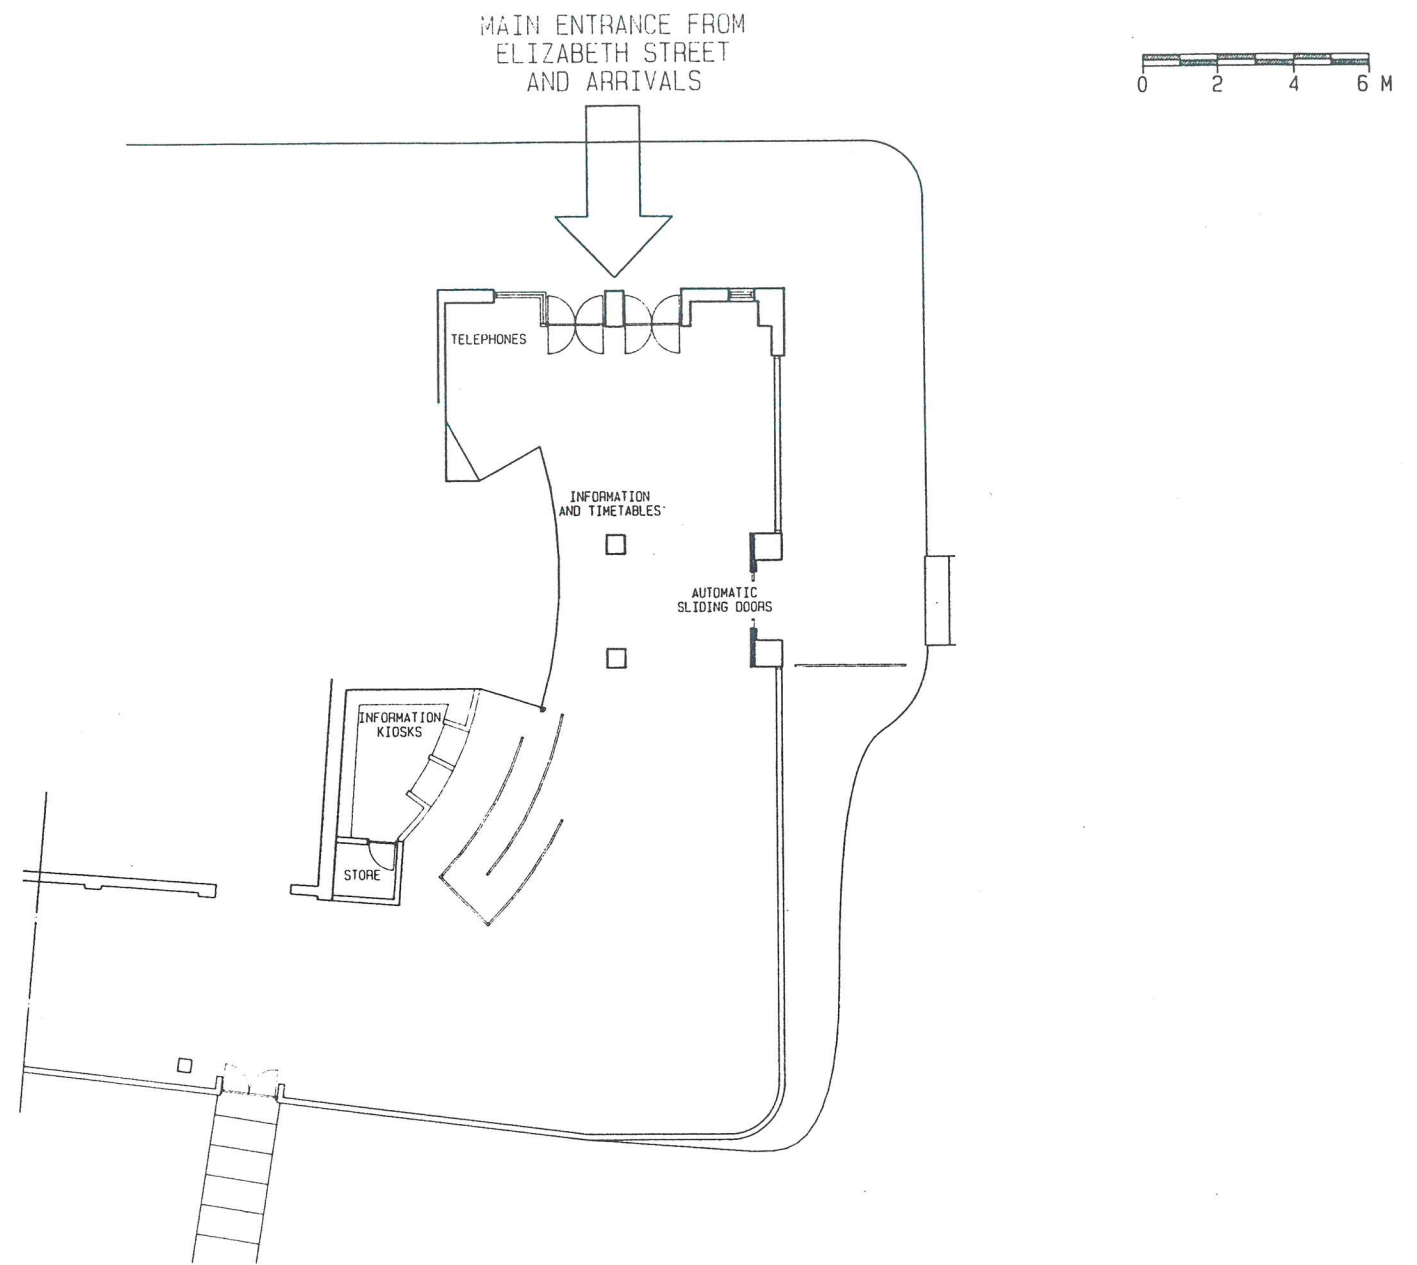 MAIN ENTRANCE FROM
ELIZABETH STREET
AND ARRIVALS
0 2 4 6 M
TELEPHONES
INFORMATION
AND TIMETABLES
AUTOMATIC
SLIDING DOORS
INFORMATION
KIOSKS
STORE